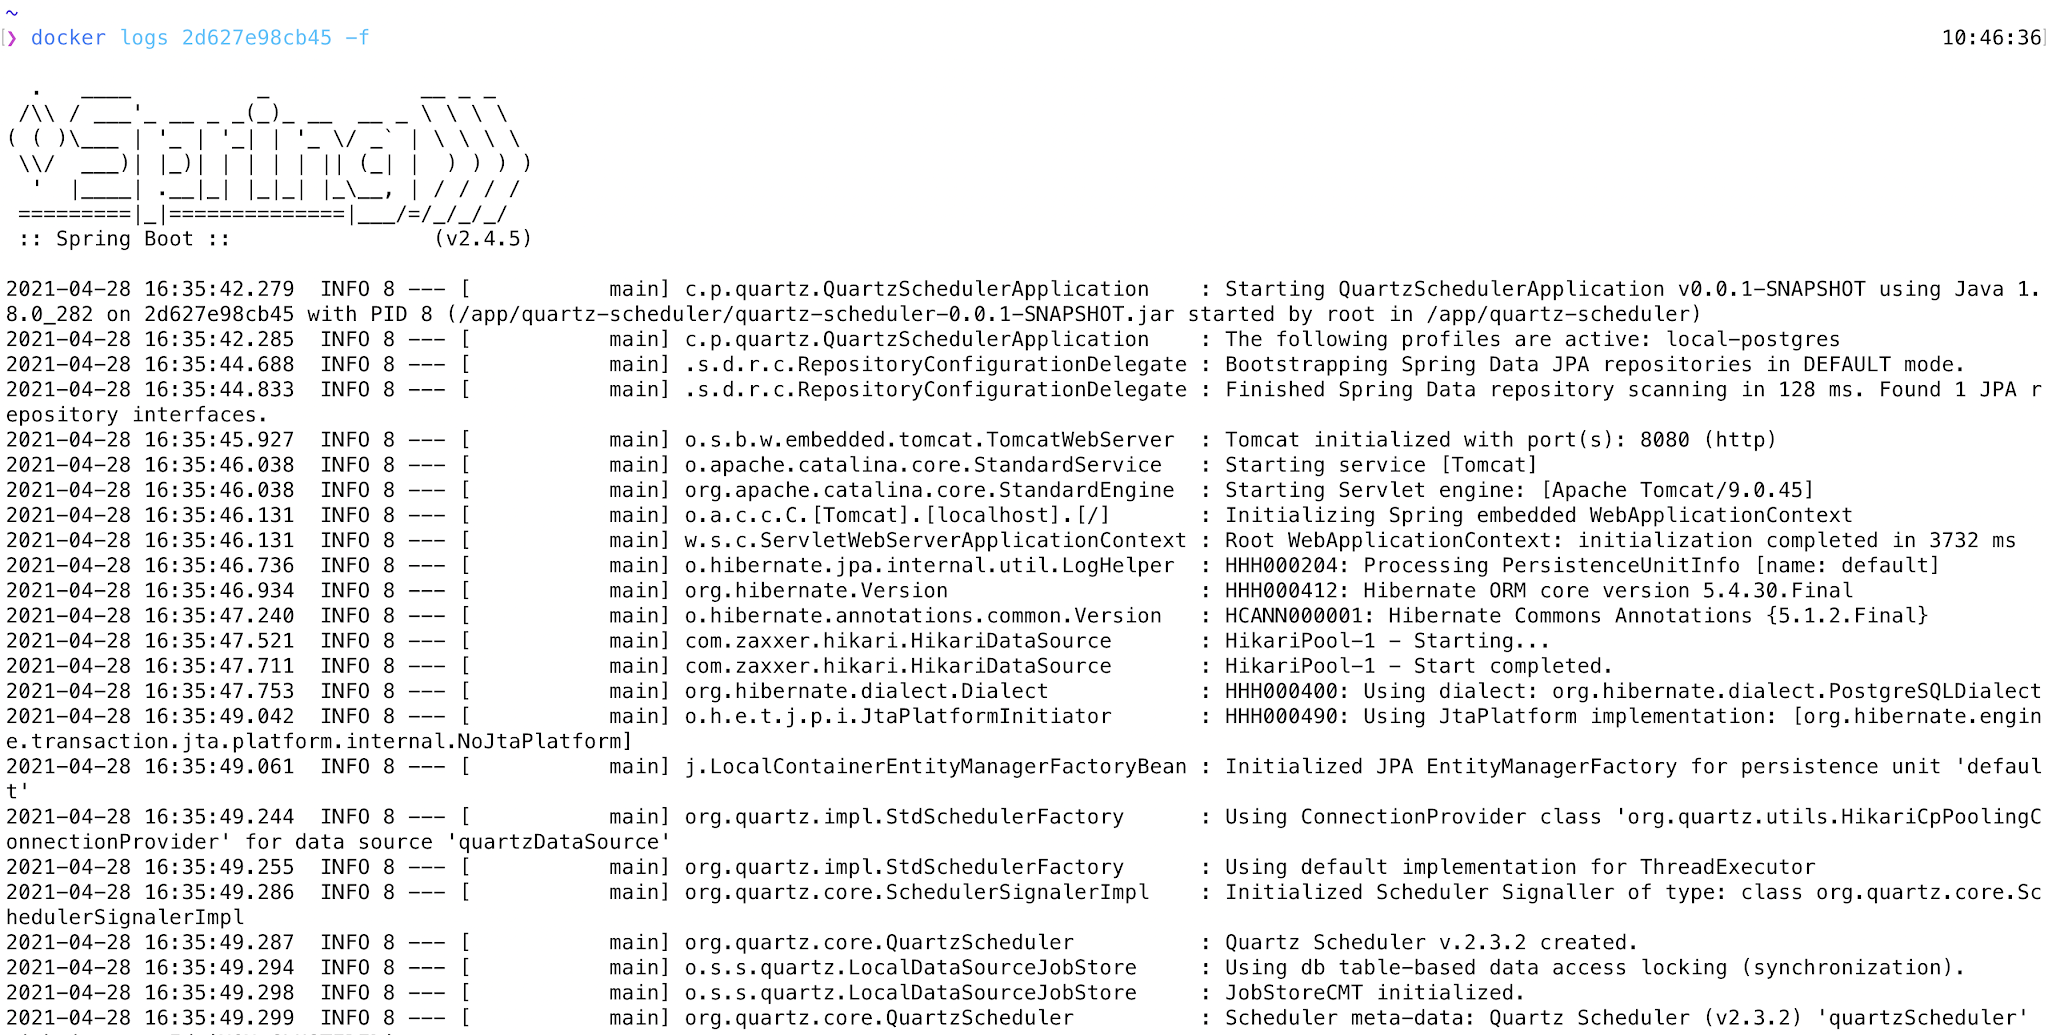 ~
❯ docker logs 2d627e98cb45 -f 10:46:36
  .   ____          _            __ _ _
 /\\ / ___'_ __ _ _(_)_ __  __ _ \ \ \ \
( ( )\___ | '_ | '_| | '_ \/ _` | \ \ \ \
 \\/  ___)| |_)| | | | | || (_| |  ) ) ) )
  '  |____| .__|_| |_|_| |_\__, | / / / /
 =========|_|==============|___/=/_/_/_/
 :: Spring Boot ::                (v2.4.5)
2021-04-28 16:35:42.279  INFO 8 --- [           main] c.p.quartz.QuartzSchedulerApplication    : Starting QuartzSchedulerApplication v0.0.1-SNAPSHOT using Java 1.
8.0_282 on 2d627e98cb45 with PID 8 (/app/quartz-scheduler/quartz-scheduler-0.0.1-SNAPSHOT.jar started by root in /app/quartz-scheduler)
2021-04-28 16:35:42.285  INFO 8 --- [           main] c.p.quartz.QuartzSchedulerApplication    : The following profiles are active: local-postgres
2021-04-28 16:35:44.688  INFO 8 --- [           main] .s.d.r.c.RepositoryConfigurationDelegate : Bootstrapping Spring Data JPA repositories in DEFAULT mode.
2021-04-28 16:35:44.833  INFO 8 --- [           main] .s.d.r.c.RepositoryConfigurationDelegate : Finished Spring Data repository scanning in 128 ms. Found 1 JPA r
epository interfaces.
2021-04-28 16:35:45.927  INFO 8 --- [           main] o.s.b.w.embedded.tomcat.TomcatWebServer  : Tomcat initialized with port(s): 8080 (http)
2021-04-28 16:35:46.038  INFO 8 --- [           main] o.apache.catalina.core.StandardService   : Starting service [Tomcat]
2021-04-28 16:35:46.038  INFO 8 --- [           main] org.apache.catalina.core.StandardEngine  : Starting Servlet engine: [Apache Tomcat/9.0.45]
2021-04-28 16:35:46.131  INFO 8 --- [           main] o.a.c.c.C.[Tomcat].[localhost].[/]       : Initializing Spring embedded WebApplicationContext
2021-04-28 16:35:46.131  INFO 8 --- [           main] w.s.c.ServletWebServerApplicationContext : Root WebApplicationContext: initialization completed in 3732 ms
2021-04-28 16:35:46.736  INFO 8 --- [           main] o.hibernate.jpa.internal.util.LogHelper  : HHH000204: Processing PersistenceUnitInfo [name: default]
2021-04-28 16:35:46.934  INFO 8 --- [           main] org.hibernate.Version                    : HHH000412: Hibernate ORM core version 5.4.30.Final
2021-04-28 16:35:47.240  INFO 8 --- [           main] o.hibernate.annotations.common.Version   : HCANN000001: Hibernate Commons Annotations {5.1.2.Final}
2021-04-28 16:35:47.521  INFO 8 --- [           main] com.zaxxer.hikari.HikariDataSource       : HikariPool-1 - Starting...
2021-04-28 16:35:47.711  INFO 8 --- [           main] com.zaxxer.hikari.HikariDataSource       : HikariPool-1 - Start completed.
2021-04-28 16:35:47.753  INFO 8 --- [           main] org.hibernate.dialect.Dialect            : HHH000400: Using dialect: org.hibernate.dialect.PostgreSQLDialect
2021-04-28 16:35:49.042  INFO 8 --- [           main] o.h.e.t.j.p.i.JtaPlatformInitiator       : HHH000490: Using JtaPlatform implementation: [org.hibernate.engin
e.transaction.jta.platform.internal.NoJtaPlatform]
2021-04-28 16:35:49.061  INFO 8 --- [           main] j.LocalContainerEntityManagerFactoryBean : Initialized JPA EntityManagerFactory for persistence unit 'defaul
t'
2021-04-28 16:35:49.244  INFO 8 --- [           main] org.quartz.impl.StdSchedulerFactory      : Using ConnectionProvider class 'org.quartz.utils.HikariCpPoolingC
onnectionProvider' for data source 'quartzDataSource'
2021-04-28 16:35:49.255  INFO 8 --- [           main] org.quartz.impl.StdSchedulerFactory      : Using default implementation for ThreadExecutor
2021-04-28 16:35:49.286  INFO 8 --- [           main] org.quartz.core.SchedulerSignalerImpl    : Initialized Scheduler Signaller of type: class org.quartz.core.Sc
hedulerSignalerImpl
2021-04-28 16:35:49.287  INFO 8 --- [           main] org.quartz.core.QuartzScheduler          : Quartz Scheduler v.2.3.2 created.
2021-04-28 16:35:49.294  INFO 8 --- [           main] o.s.s.quartz.LocalDataSourceJobStore     : Using db table-based data access locking (synchronization).
2021-04-28 16:35:49.298  INFO 8 --- [           main] o.s.s.quartz.LocalDataSourceJobStore     : JobStoreCMT initialized.
2021-04-28 16:35:49.299  INFO 8 --- [           main] org.quartz.core.QuartzScheduler          : Scheduler meta-data: Quartz Scheduler (v2.3.2) 'quartzScheduler'